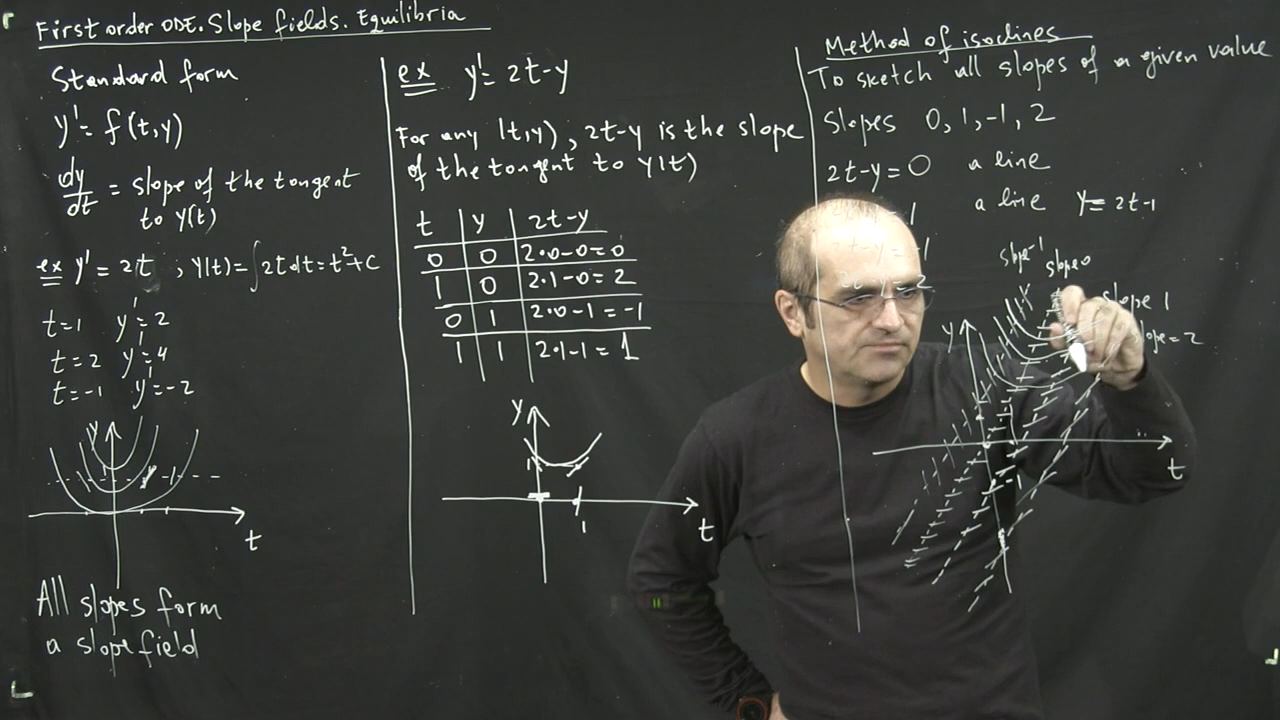 First order ODE. Slope fields. Equilibria
Standard form
y' = f(t,y)
dy/dt = slope of the tangent
to y(t)
ex y' = 2t ; y(t) = ∫2t dt = t²+C
t=1 y'=2
t=2 y'=4
t=-1 y'=-2
y
t
All slopes form
a slope field
ex y' = 2t-y
For any (t,y), 2t-y is the slope
of the tangent to y(t)
t y 2t-y
0 0 2·0-0=0
1 0 2·1-0=2
0 1 2·0-1=-1
1 1 2·1-1=1
y
1
1
t
Method of isoclines
To sketch all slopes of a given value
Slopes 0, 1, -1, 2
2t-y=0 a line
1 a line y=2t-1
slope -1 slope 0
slope 1
slope=2
y
-1
t